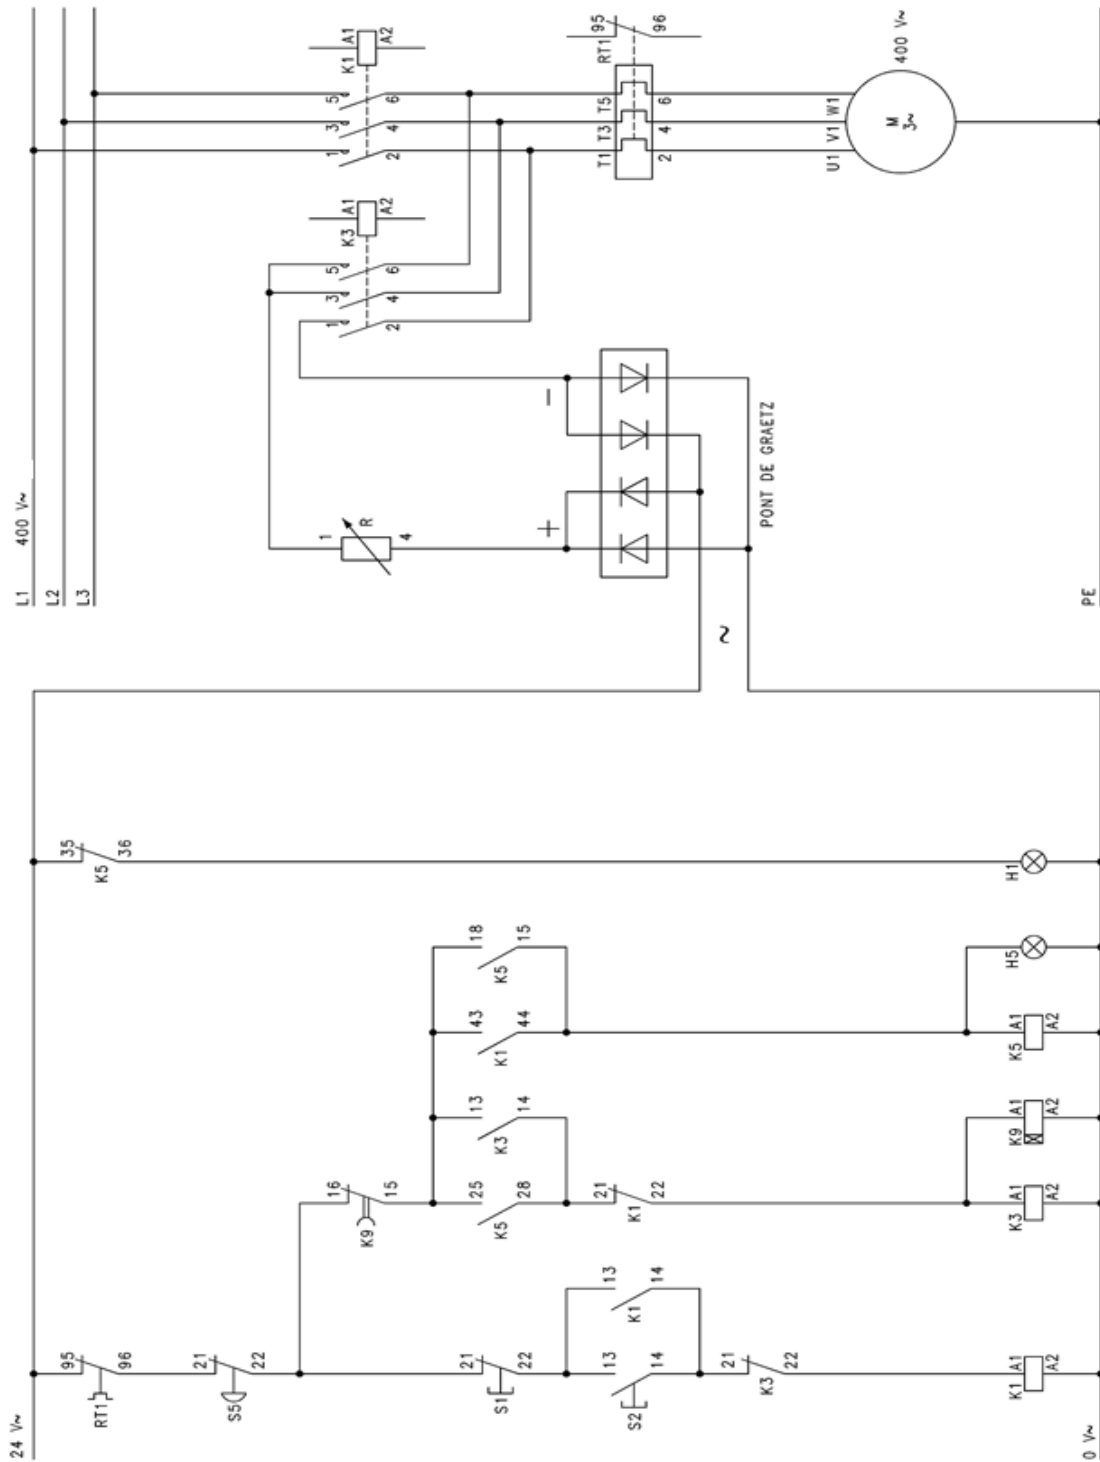 24 V~
L1 400 V~
L2
L3
95
RT1
96
35
K5
36
21
S5
22
16
K9
15
1
R
4
1 3 5
K3 A1
A2
2 4 6
1 3 5
K1 A1
A2
2 4 6
21
S1
22
25
K5
28
13
K3
14
43
K1
44
18
K5
15
+ −
13
S2
14
13
K1
14
21
K1
22
T1 T3 T5
RT1 95
96
2 4 6
21
K3
22
~
PONT DE GRAETZ
U1 V1 W1
M
3~
400 V~
K1 A1
A2
K3 A1
A2
K9 A1
A2
K5 A1
A2
H5
H1
0 V~
PE